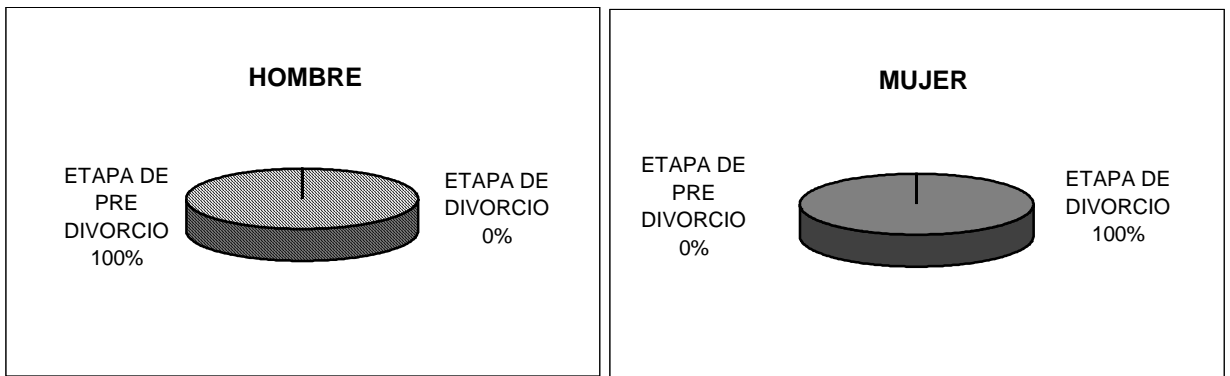 HOMBRE
ETAPA DE
PRE
DIVORCIO
100%
ETAPA DE
DIVORCIO
0%
MUJER
ETAPA DE
PRE
DIVORCIO
0%
ETAPA DE
DIVORCIO
100%